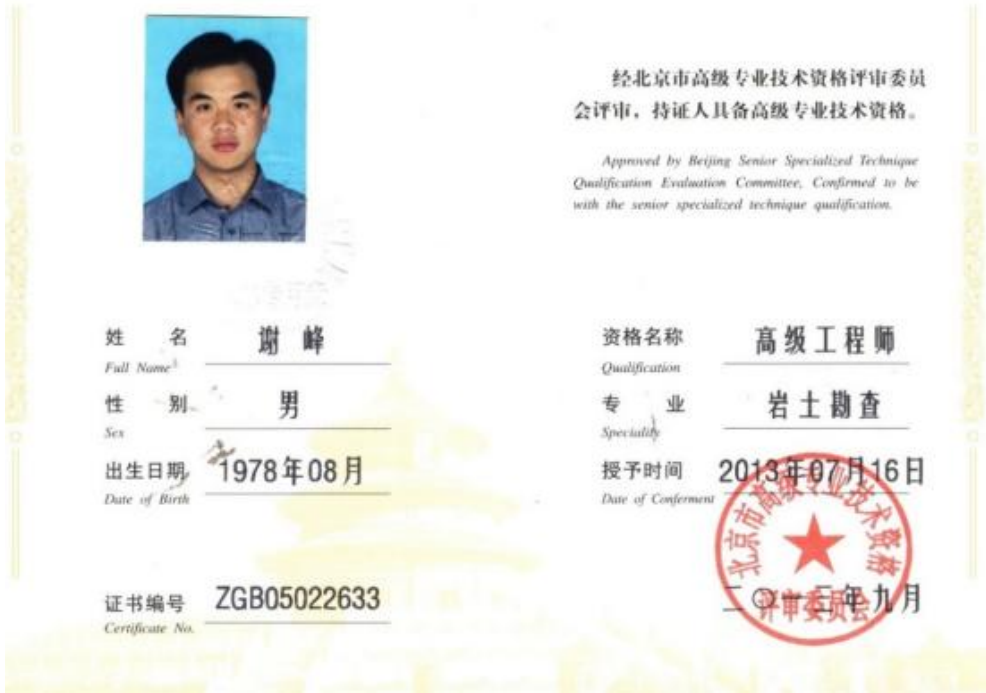 经北京市高级专业技术资格评审委员
会评审，持证人具备高级专业技术资格。
Approved by Beijing Senior Specialized Technique
Qualification Evaluation Committee, Confirmed to be
with the senior specialized technique qualification.
姓 名 谢 峰
Full Name
性 别 男
Sex
出生日期 1978年08月
Date of Birth
证书编号 ZGB05022633
Certificate No.
资格名称 高级工程师
Qualification
专 业 岩土勘查
Speciality
授予时间 2013年07月16日
Date of Conferment
北京市高级专业技术资格
评审委员会
二〇一三年九月